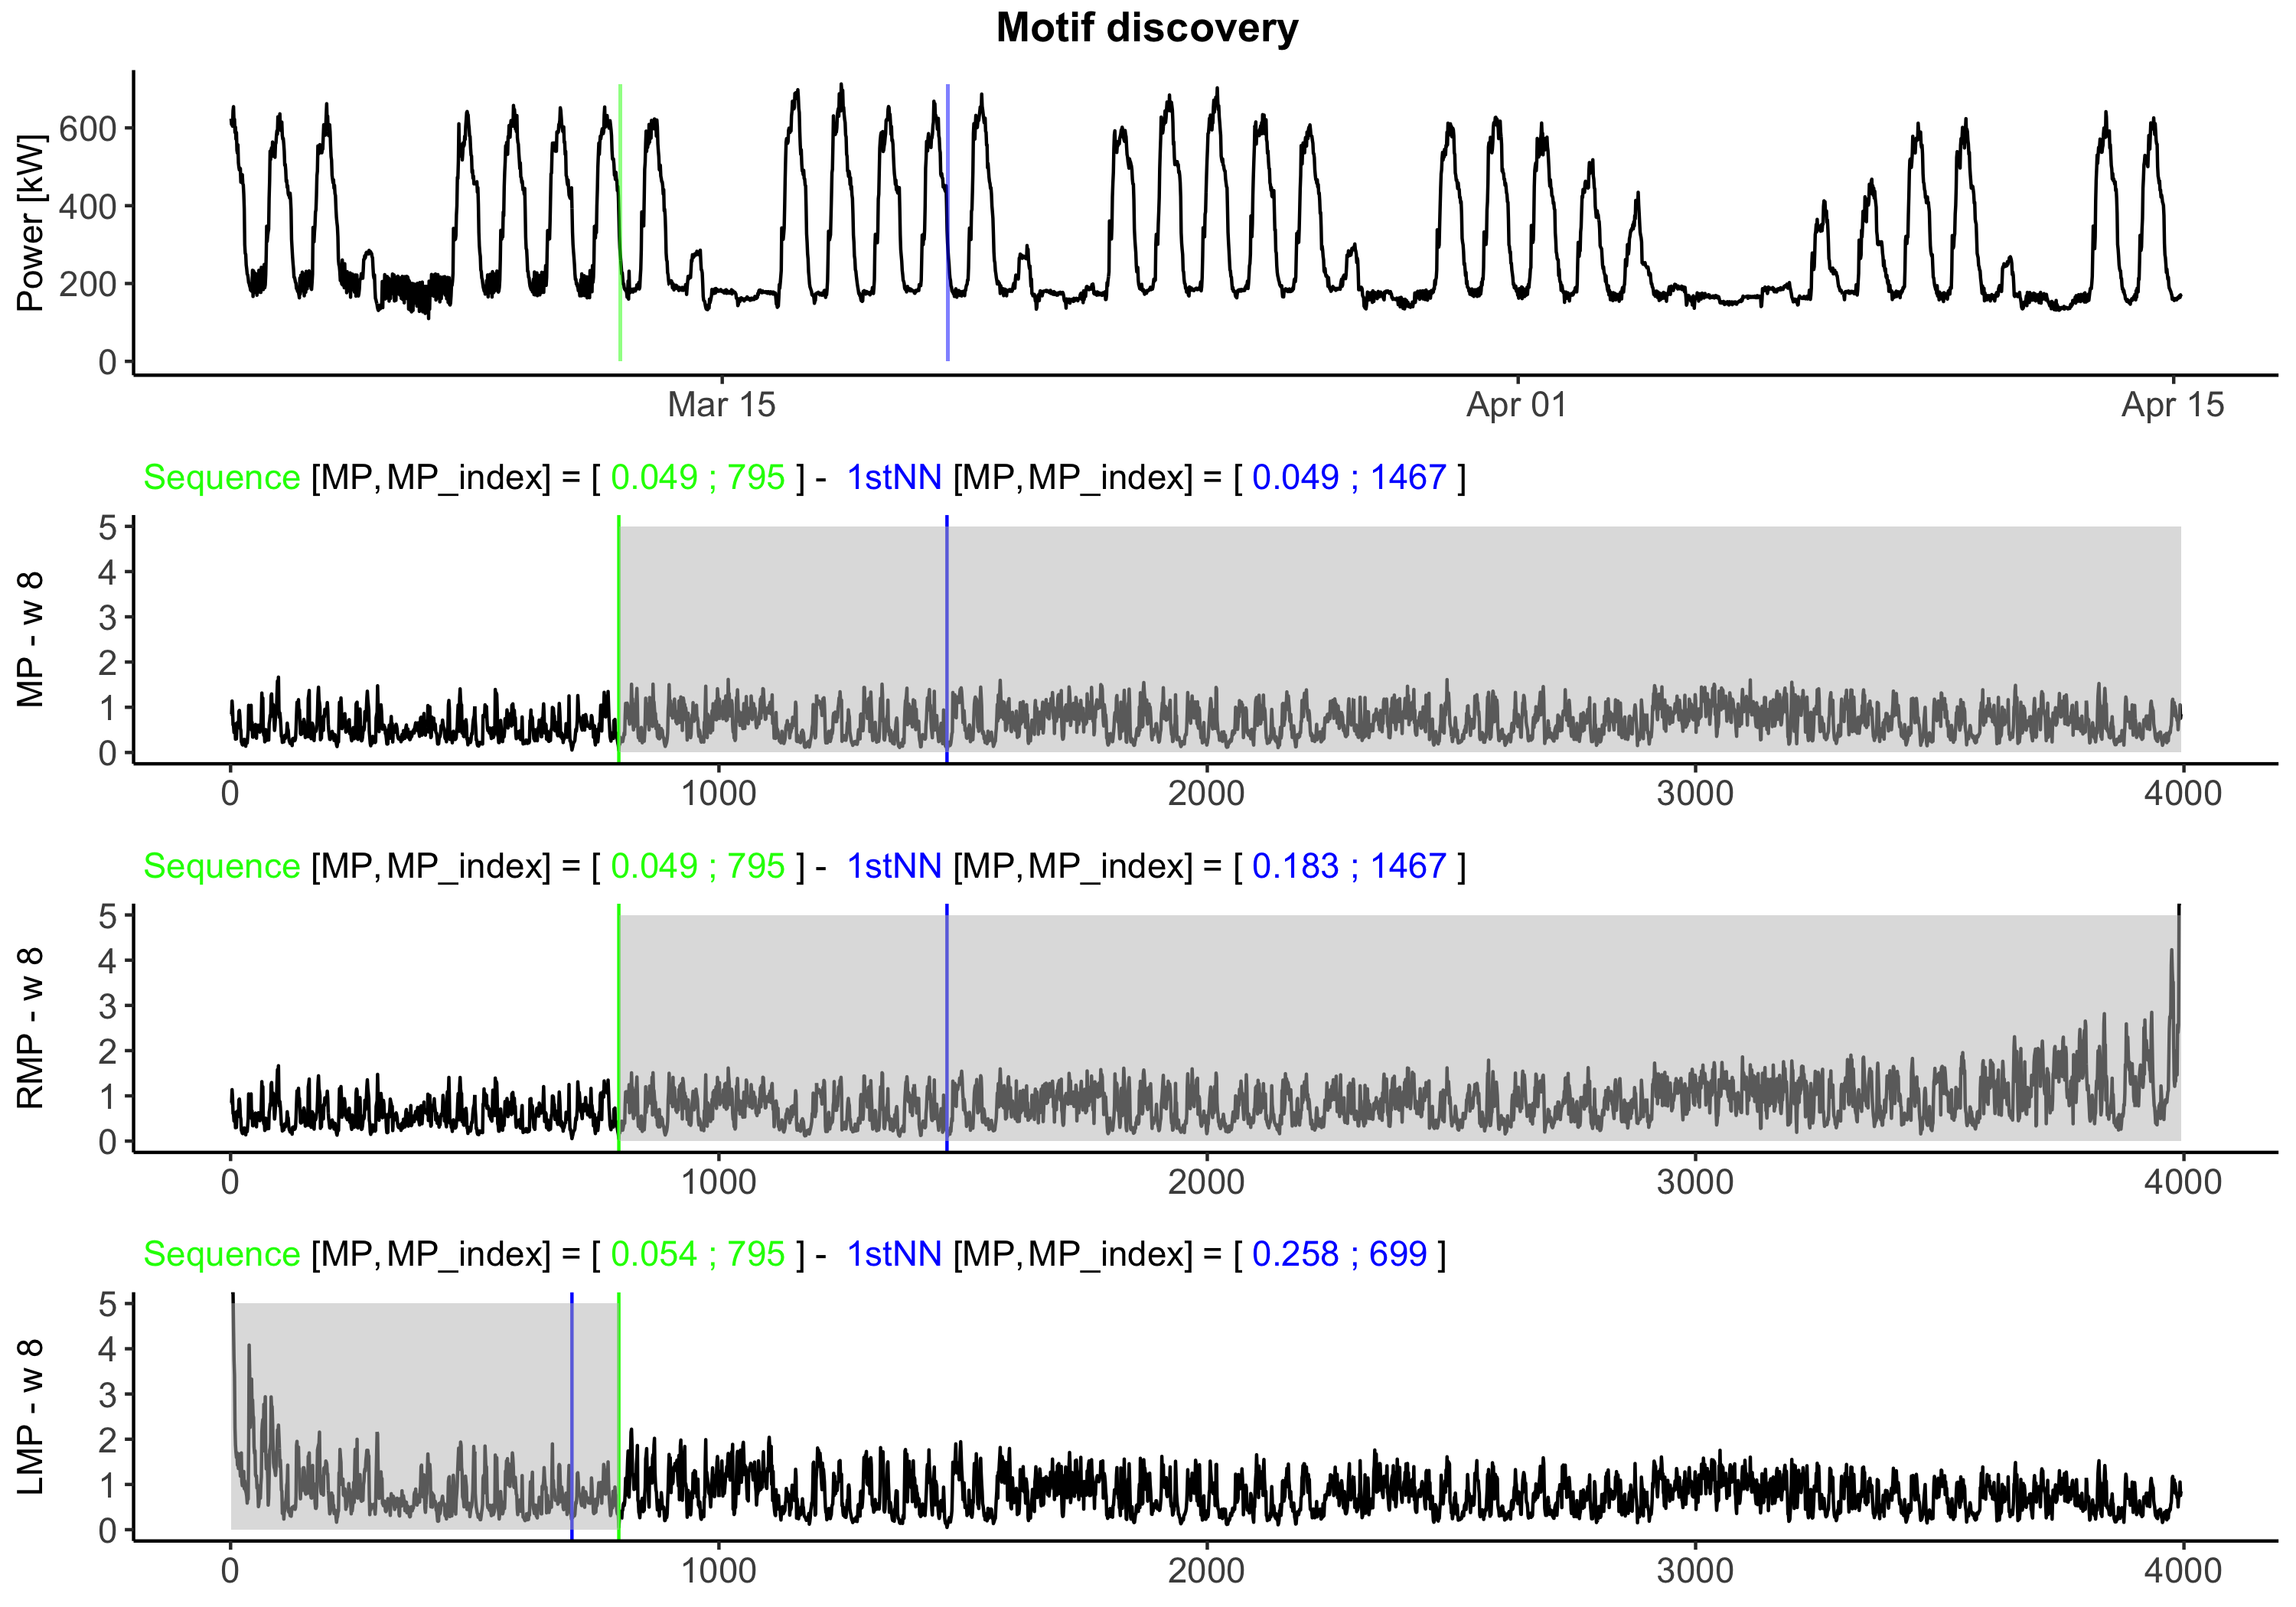 Motif discovery
Power [kW]
600
400
200
0
Mar 15 Apr 01 Apr 15
Sequence [MP, MP_index] = [ 0.049 ; 795 ] - 1stNN [MP, MP_index] = [ 0.049 ; 1467 ]
MP - w 8
5
4
3
2
1
0
0 1000 2000 3000 4000
Sequence [MP, MP_index] = [ 0.049 ; 795 ] - 1stNN [MP, MP_index] = [ 0.183 ; 1467 ]
RMP - w 8
5
4
3
2
1
0
0 1000 2000 3000 4000
Sequence [MP, MP_index] = [ 0.054 ; 795 ] - 1stNN [MP, MP_index] = [ 0.258 ; 699 ]
LMP - w 8
5
4
3
2
1
0
0 1000 2000 3000 4000